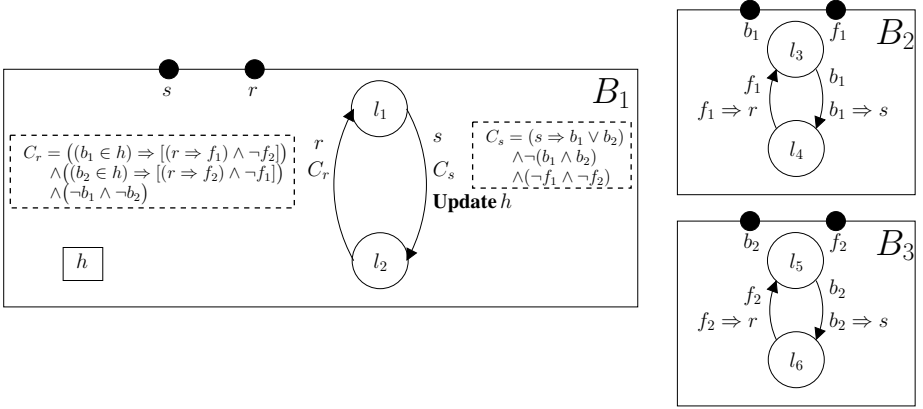 B₁
s r
l₁
C_r = ((b₁ ∈ h) ⇒ [(r ⇒ f₁) ∧ ¬f₂])
∧((b₂ ∈ h) ⇒ [(r ⇒ f₂) ∧ ¬f₁])
∧(¬b₁ ∧ ¬b₂)
r
C_r
s
C_s
Update h
C_s = (s ⇒ b₁ ∨ b₂)
∧¬(b₁ ∧ b₂)
∧(¬f₁ ∧ ¬f₂)
h
l₂
B₂
b₁ f₁
l₃
f₁
f₁ ⇒ r
b₁
b₁ ⇒ s
l₄
B₃
b₂ f₂
l₅
f₂
f₂ ⇒ r
b₂
b₂ ⇒ s
l₆